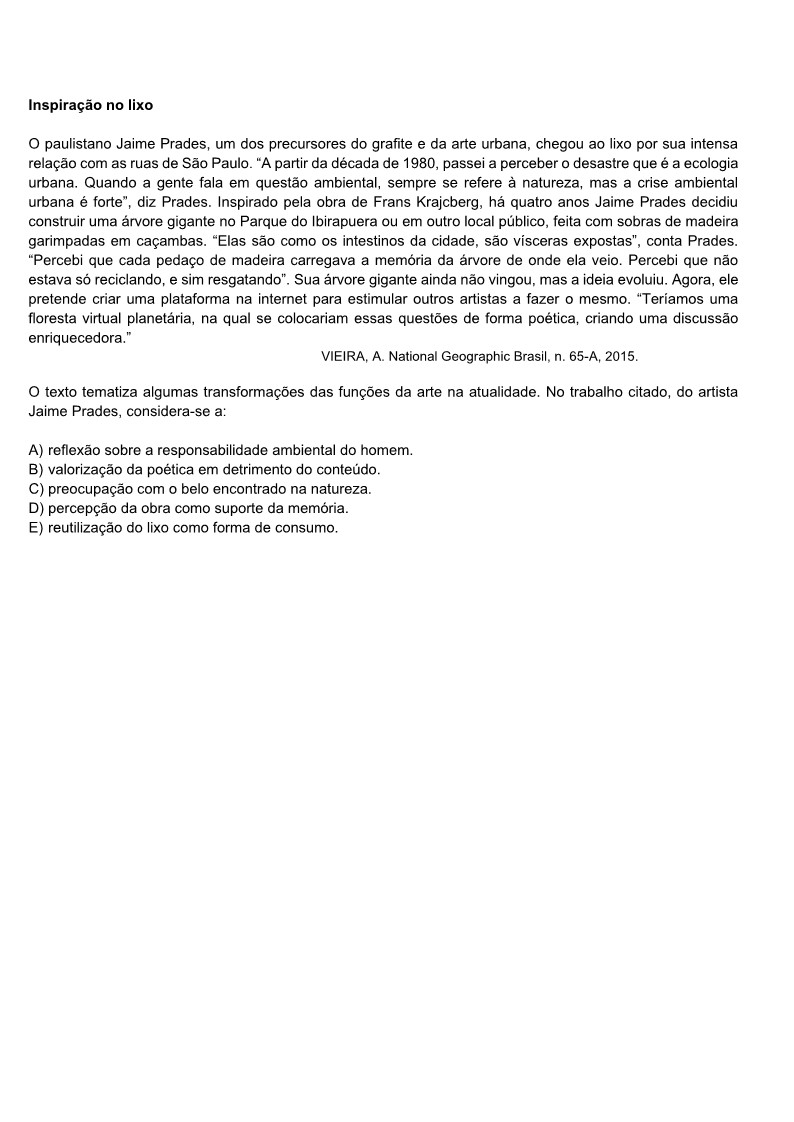 Inspiração no lixo
O paulistano Jaime Prades, um dos precursores do grafite e da arte urbana, chegou ao lixo por sua intensa
relação com as ruas de São Paulo. “A partir da década de 1980, passei a perceber o desastre que é a ecologia
urbana. Quando a gente fala em questão ambiental, sempre se refere à natureza, mas a crise ambiental
urbana é forte”, diz Prades. Inspirado pela obra de Frans Krajcberg, há quatro anos Jaime Prades decidiu
construir uma árvore gigante no Parque do Ibirapuera ou em outro local público, feita com sobras de madeira
garimpadas em caçambas. “Elas são como os intestinos da cidade, são vísceras expostas”, conta Prades.
“Percebi que cada pedaço de madeira carregava a memória da árvore de onde ela veio. Percebi que não
estava só reciclando, e sim resgatando”. Sua árvore gigante ainda não vingou, mas a ideia evoluiu. Agora, ele
pretende criar uma plataforma na internet para estimular outros artistas a fazer o mesmo. “Teríamos uma
floresta virtual planetária, na qual se colocariam essas questões de forma poética, criando uma discussão
enriquecedora.”
VIEIRA, A. National Geographic Brasil, n. 65-A, 2015.
O texto tematiza algumas transformações das funções da arte na atualidade. No trabalho citado, do artista
Jaime Prades, considera-se a:
A) reflexão sobre a responsabilidade ambiental do homem.
B) valorização da poética em detrimento do conteúdo.
C) preocupação com o belo encontrado na natureza.
D) percepção da obra como suporte da memória.
E) reutilização do lixo como forma de consumo.